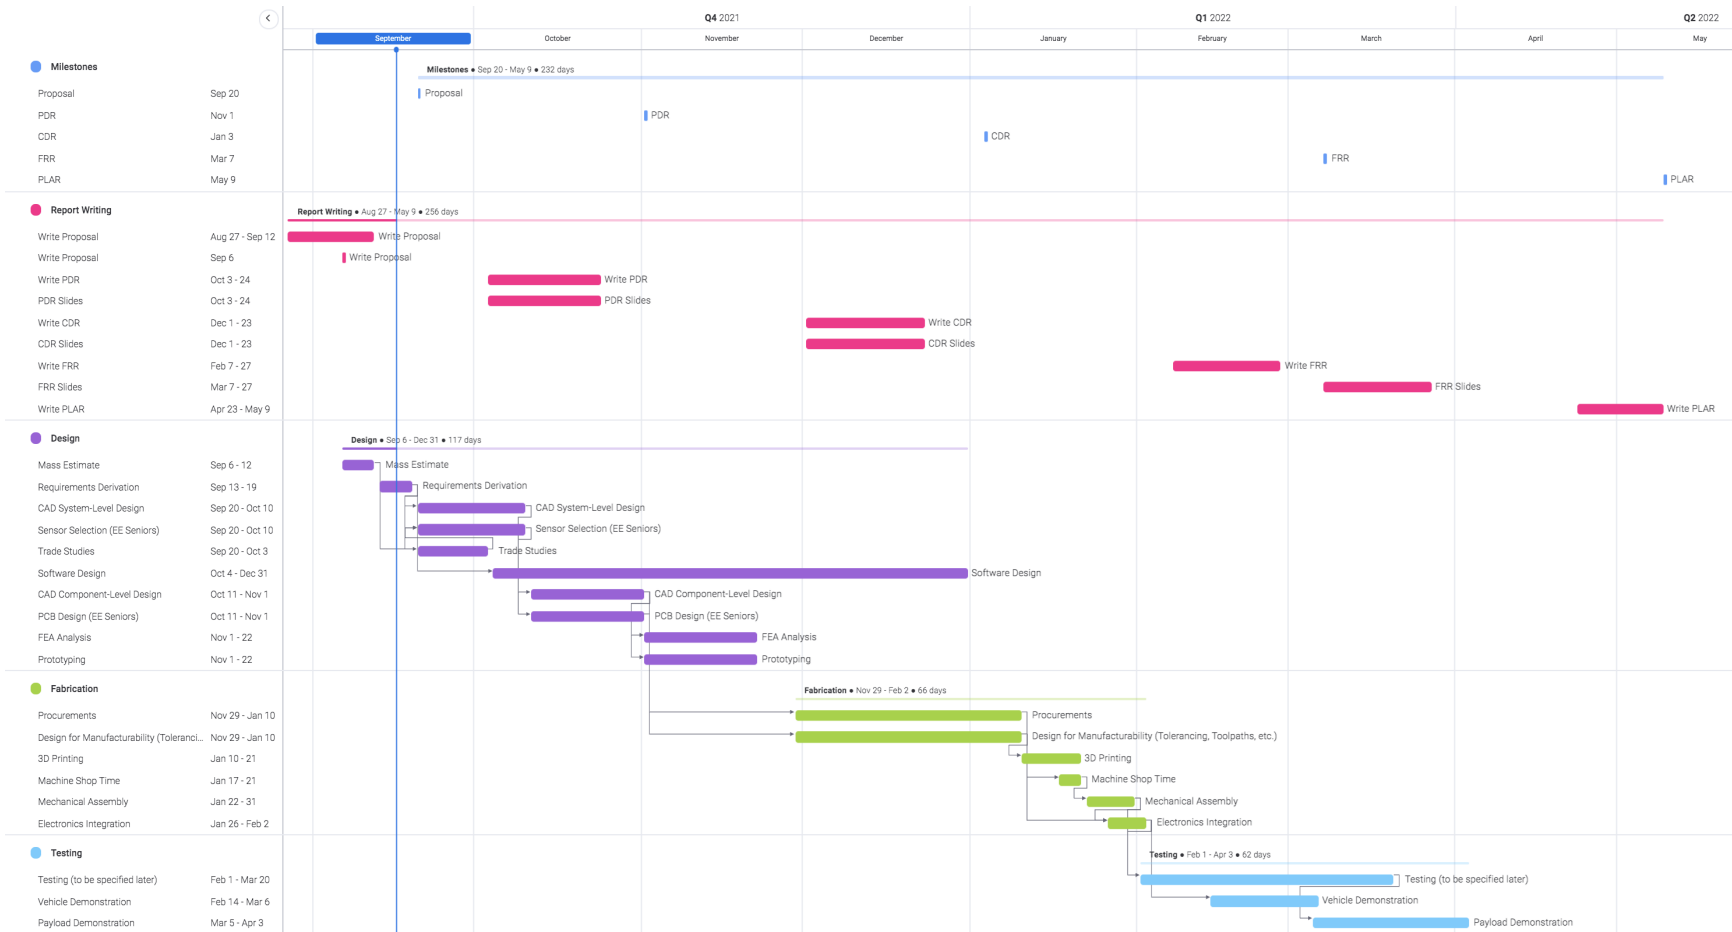 Q4 2021 Q1 2022 Q2 2022
September October November December January February March April May
Milestones
Milestones • Sep 20 - May 9 • 232 days
Proposal Sep 20 Proposal
PDR Nov 1 PDR
CDR Jan 3 CDR
FRR Mar 7 FRR
PLAR May 9 PLAR
Report Writing
Report Writing • Aug 27 - May 9 • 256 days
Write Proposal Aug 27 - Sep 12 Write Proposal
Write Proposal Sep 6 Write Proposal
Write PDR Oct 3 - 24 Write PDR
PDR Slides Oct 3 - 24 PDR Slides
Write CDR Dec 1 - 23 Write CDR
CDR Slides Dec 1 - 23 CDR Slides
Write FRR Feb 7 - 27 Write FRR
FRR Slides Mar 7 - 27 FRR Slides
Write PLAR Apr 23 - May 9 Write PLAR
Design
Design • Sep 6 - Dec 31 • 117 days
Mass Estimate Sep 6 - 12 Mass Estimate
Requirements Derivation Sep 13 - 19 Requirements Derivation
CAD System-Level Design Sep 20 - Oct 10 CAD System-Level Design
Sensor Selection (EE Seniors) Sep 20 - Oct 10 Sensor Selection (EE Seniors)
Trade Studies Sep 20 - Oct 3 Trade Studies
Software Design Oct 4 - Dec 31 Software Design
CAD Component-Level Design Oct 11 - Nov 1 CAD Component-Level Design
PCB Design (EE Seniors) Oct 11 - Nov 1 PCB Design (EE Seniors)
FEA Analysis Nov 1 - 22 FEA Analysis
Prototyping Nov 1 - 22 Prototyping
Fabrication
Fabrication • Nov 29 - Feb 2 • 66 days
Procurements Nov 29 - Jan 10 Procurements
Design for Manufacturability (Toleranci... Nov 29 - Jan 10 Design for Manufacturability (Tolerancing, Toolpaths, etc.)
3D Printing Jan 10 - 21 3D Printing
Machine Shop Time Jan 17 - 21 Machine Shop Time
Mechanical Assembly Jan 22 - 31 Mechanical Assembly
Electronics Integration Jan 26 - Feb 2 Electronics Integration
Testing
Testing • Feb 1 - Apr 3 • 62 days
Testing (to be specified later) Feb 1 - Mar 20 Testing (to be specified later)
Vehicle Demonstration Feb 14 - Mar 6 Vehicle Demonstration
Payload Demonstration Mar 5 - Apr 3 Payload Demonstration